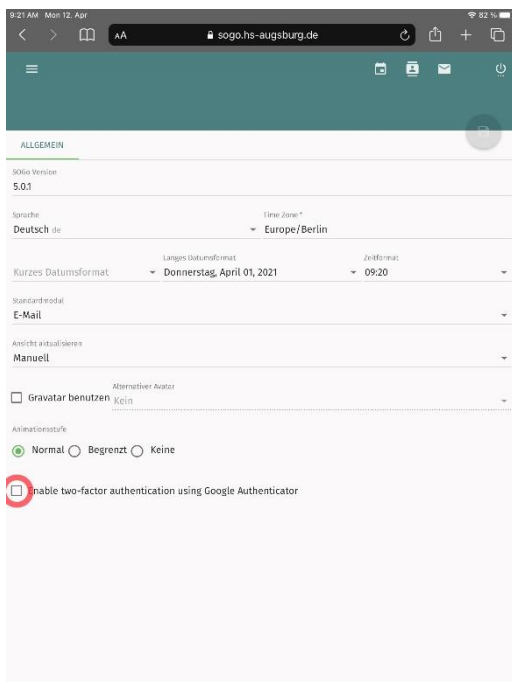 9:21 AM Mon 12. Apr 82 %
AA sogo.hs-augsburg.de
ALLGEMEIN
SOGo Version
5.0.1
Sprache Time Zone *
Deutsch de Europe/Berlin
Langes Datumsformat Zeitformat
Kurzes Datumsformat Donnerstag, April 01, 2021 09:20
Standardmodul
E-Mail
Ansicht aktualisieren
Manuell
Alternativer Avatar
Gravatar benutzen Kein
Animationsstufe
Normal Begrenzt Keine
Enable two-factor authentication using Google Authenticator